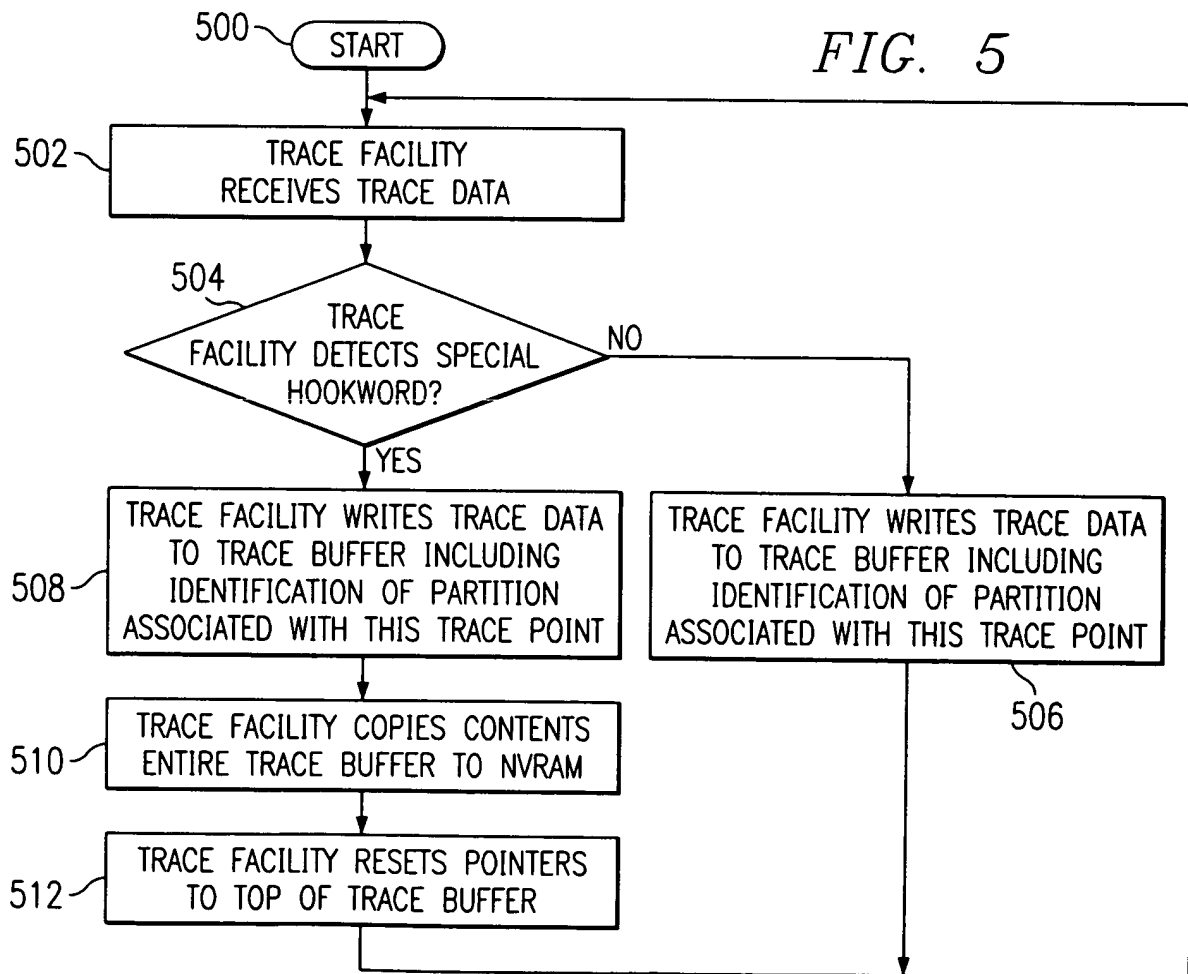 FIG. 5
500
START
502
TRACE FACILITY
RECEIVES TRACE DATA
504
TRACE
FACILITY DETECTS SPECIAL
HOOKWORD?
NO
YES
508
TRACE FACILITY WRITES TRACE DATA
TO TRACE BUFFER INCLUDING
IDENTIFICATION OF PARTITION
ASSOCIATED WITH THIS TRACE POINT
TRACE FACILITY WRITES TRACE DATA
TO TRACE BUFFER INCLUDING
IDENTIFICATION OF PARTITION
ASSOCIATED WITH THIS TRACE POINT
506
510
TRACE FACILITY COPIES CONTENTS
ENTIRE TRACE BUFFER TO NVRAM
512
TRACE FACILITY RESETS POINTERS
TO TOP OF TRACE BUFFER